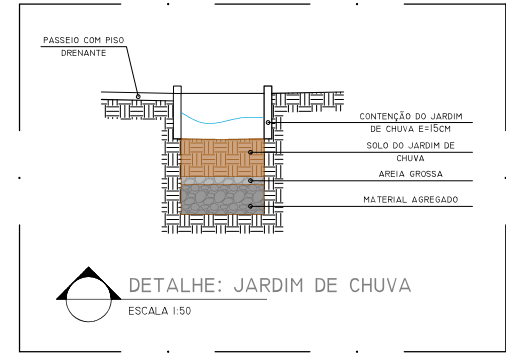 PASSEIO COM PISO
DRENANTE
CONTENÇÃO DO JARDIM
DE CHUVA E=15CM
SOLO DO JARDIM DE
CHUVA
AREIA GROSSA
MATERIAL AGREGADO
DETALHE: JARDIM DE CHUVA
ESCALA 1:50